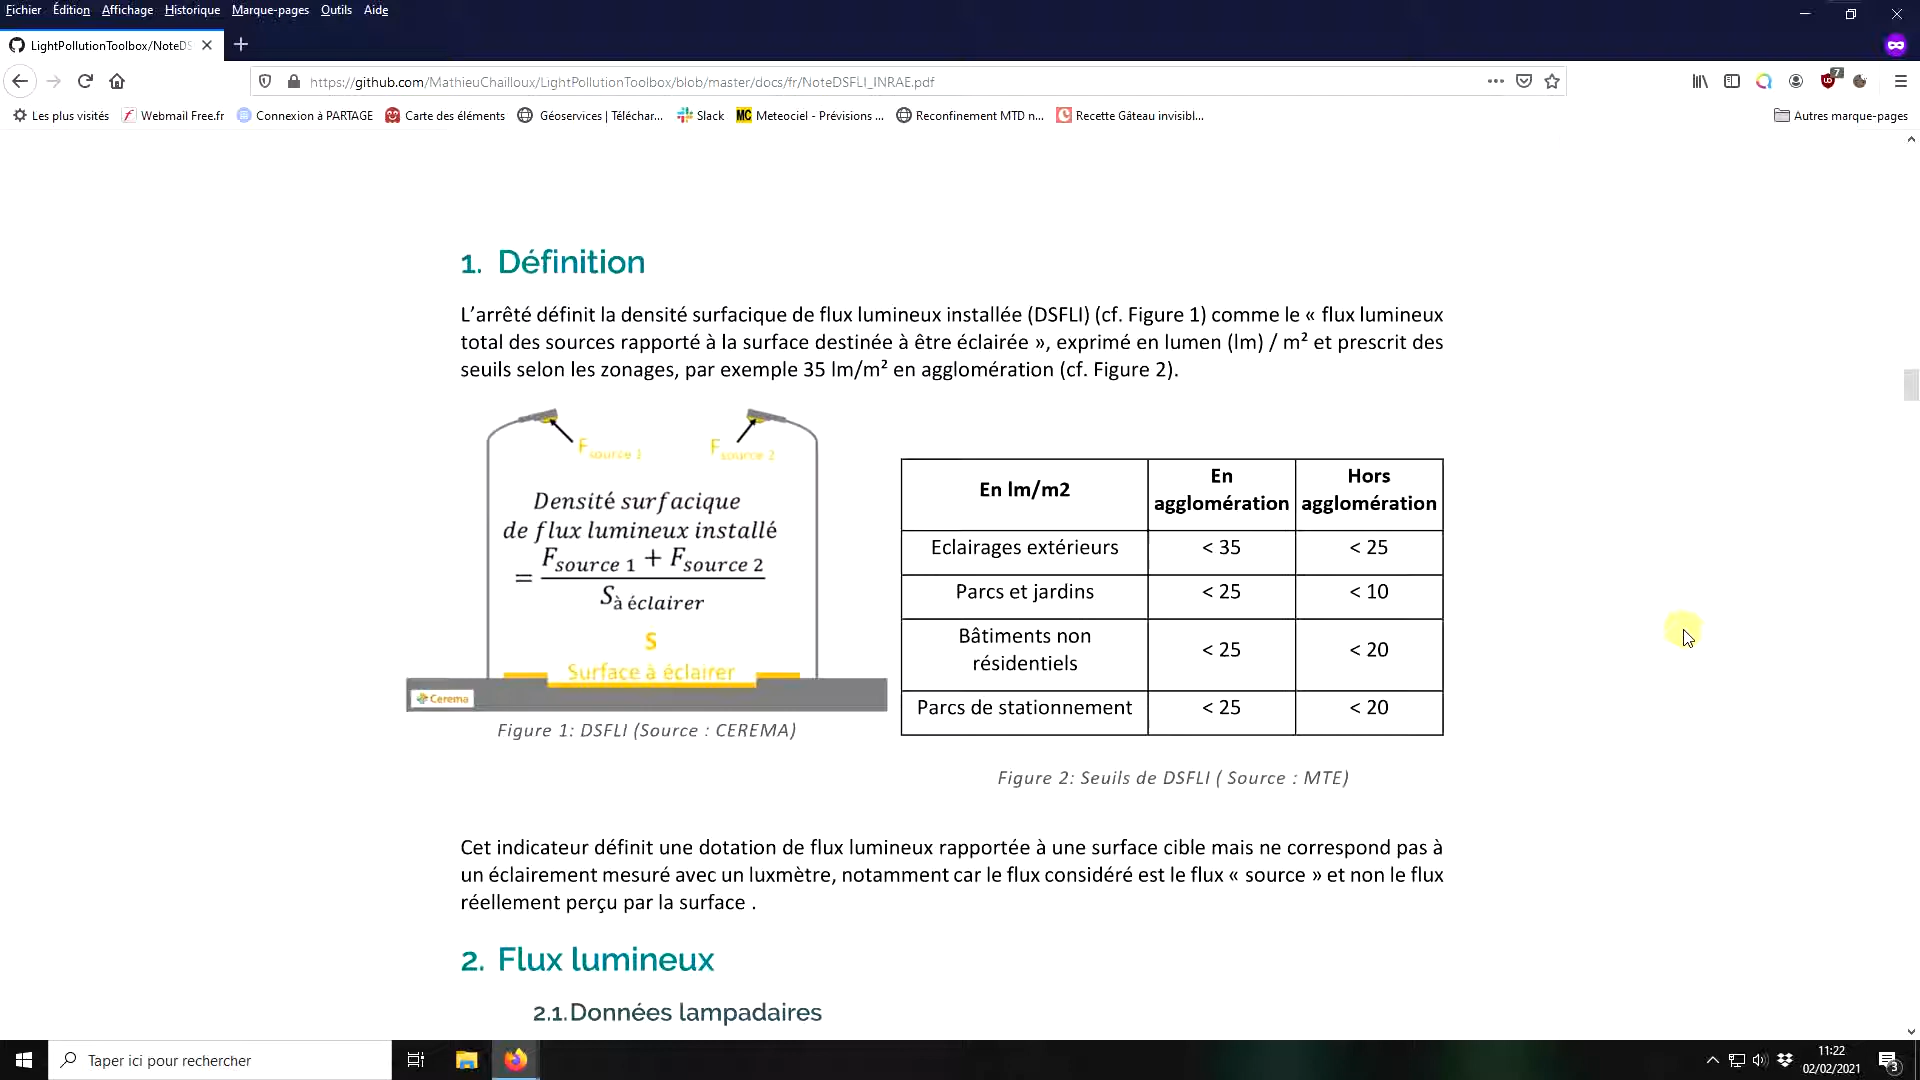 Fichier Édition Affichage Historique Marque-pages Outils Aide
LightPollutionToolbox/NoteDS
https://github.com/MathieuChailloux/LightPollutionToolbox/blob/master/docs/fr/NoteDSFLI_INRAE.pdf
7
Les plus visités Webmail Free.fr Connexion à PARTAGE Carte des éléments Géoservices | Téléchar... Slack MC Meteociel - Prévisions ... Reconfinement MTD n... Recette Gâteau invisibl... Autres marque-pages
1. Définition
L'arrêté définit la densité surfacique de flux lumineux installée (DSFLI) (cf. Figure 1) comme le « flux lumineux
total des sources rapporté à la surface destinée à être éclairée », exprimé en lumen (lm) / m² et prescrit des
seuils selon les zonages, par exemple 35 lm/m² en agglomération (cf. Figure 2).
F source 1 F source 2
Densité surfacique
de flux lumineux installé
= F source 1 + F source 2
S à éclairer
S
Surface à éclairer
Cerema
Figure 1: DSFLI (Source : CEREMA)
En lm/m2 En agglomération Hors agglomération
Eclairages extérieurs < 35 < 25
Parcs et jardins < 25 < 10
Bâtiments non résidentiels < 25 < 20
Parcs de stationnement < 25 < 20
Figure 2: Seuils de DSFLI ( Source : MTE)
Cet indicateur définit une dotation de flux lumineux rapportée à une surface cible mais ne correspond pas à
un éclairement mesuré avec un luxmètre, notamment car le flux considéré est le flux « source » et non le flux
réellement perçu par la surface .
2. Flux lumineux
2.1. Données lampadaires
Taper ici pour rechercher
11:22
02/02/2021
3